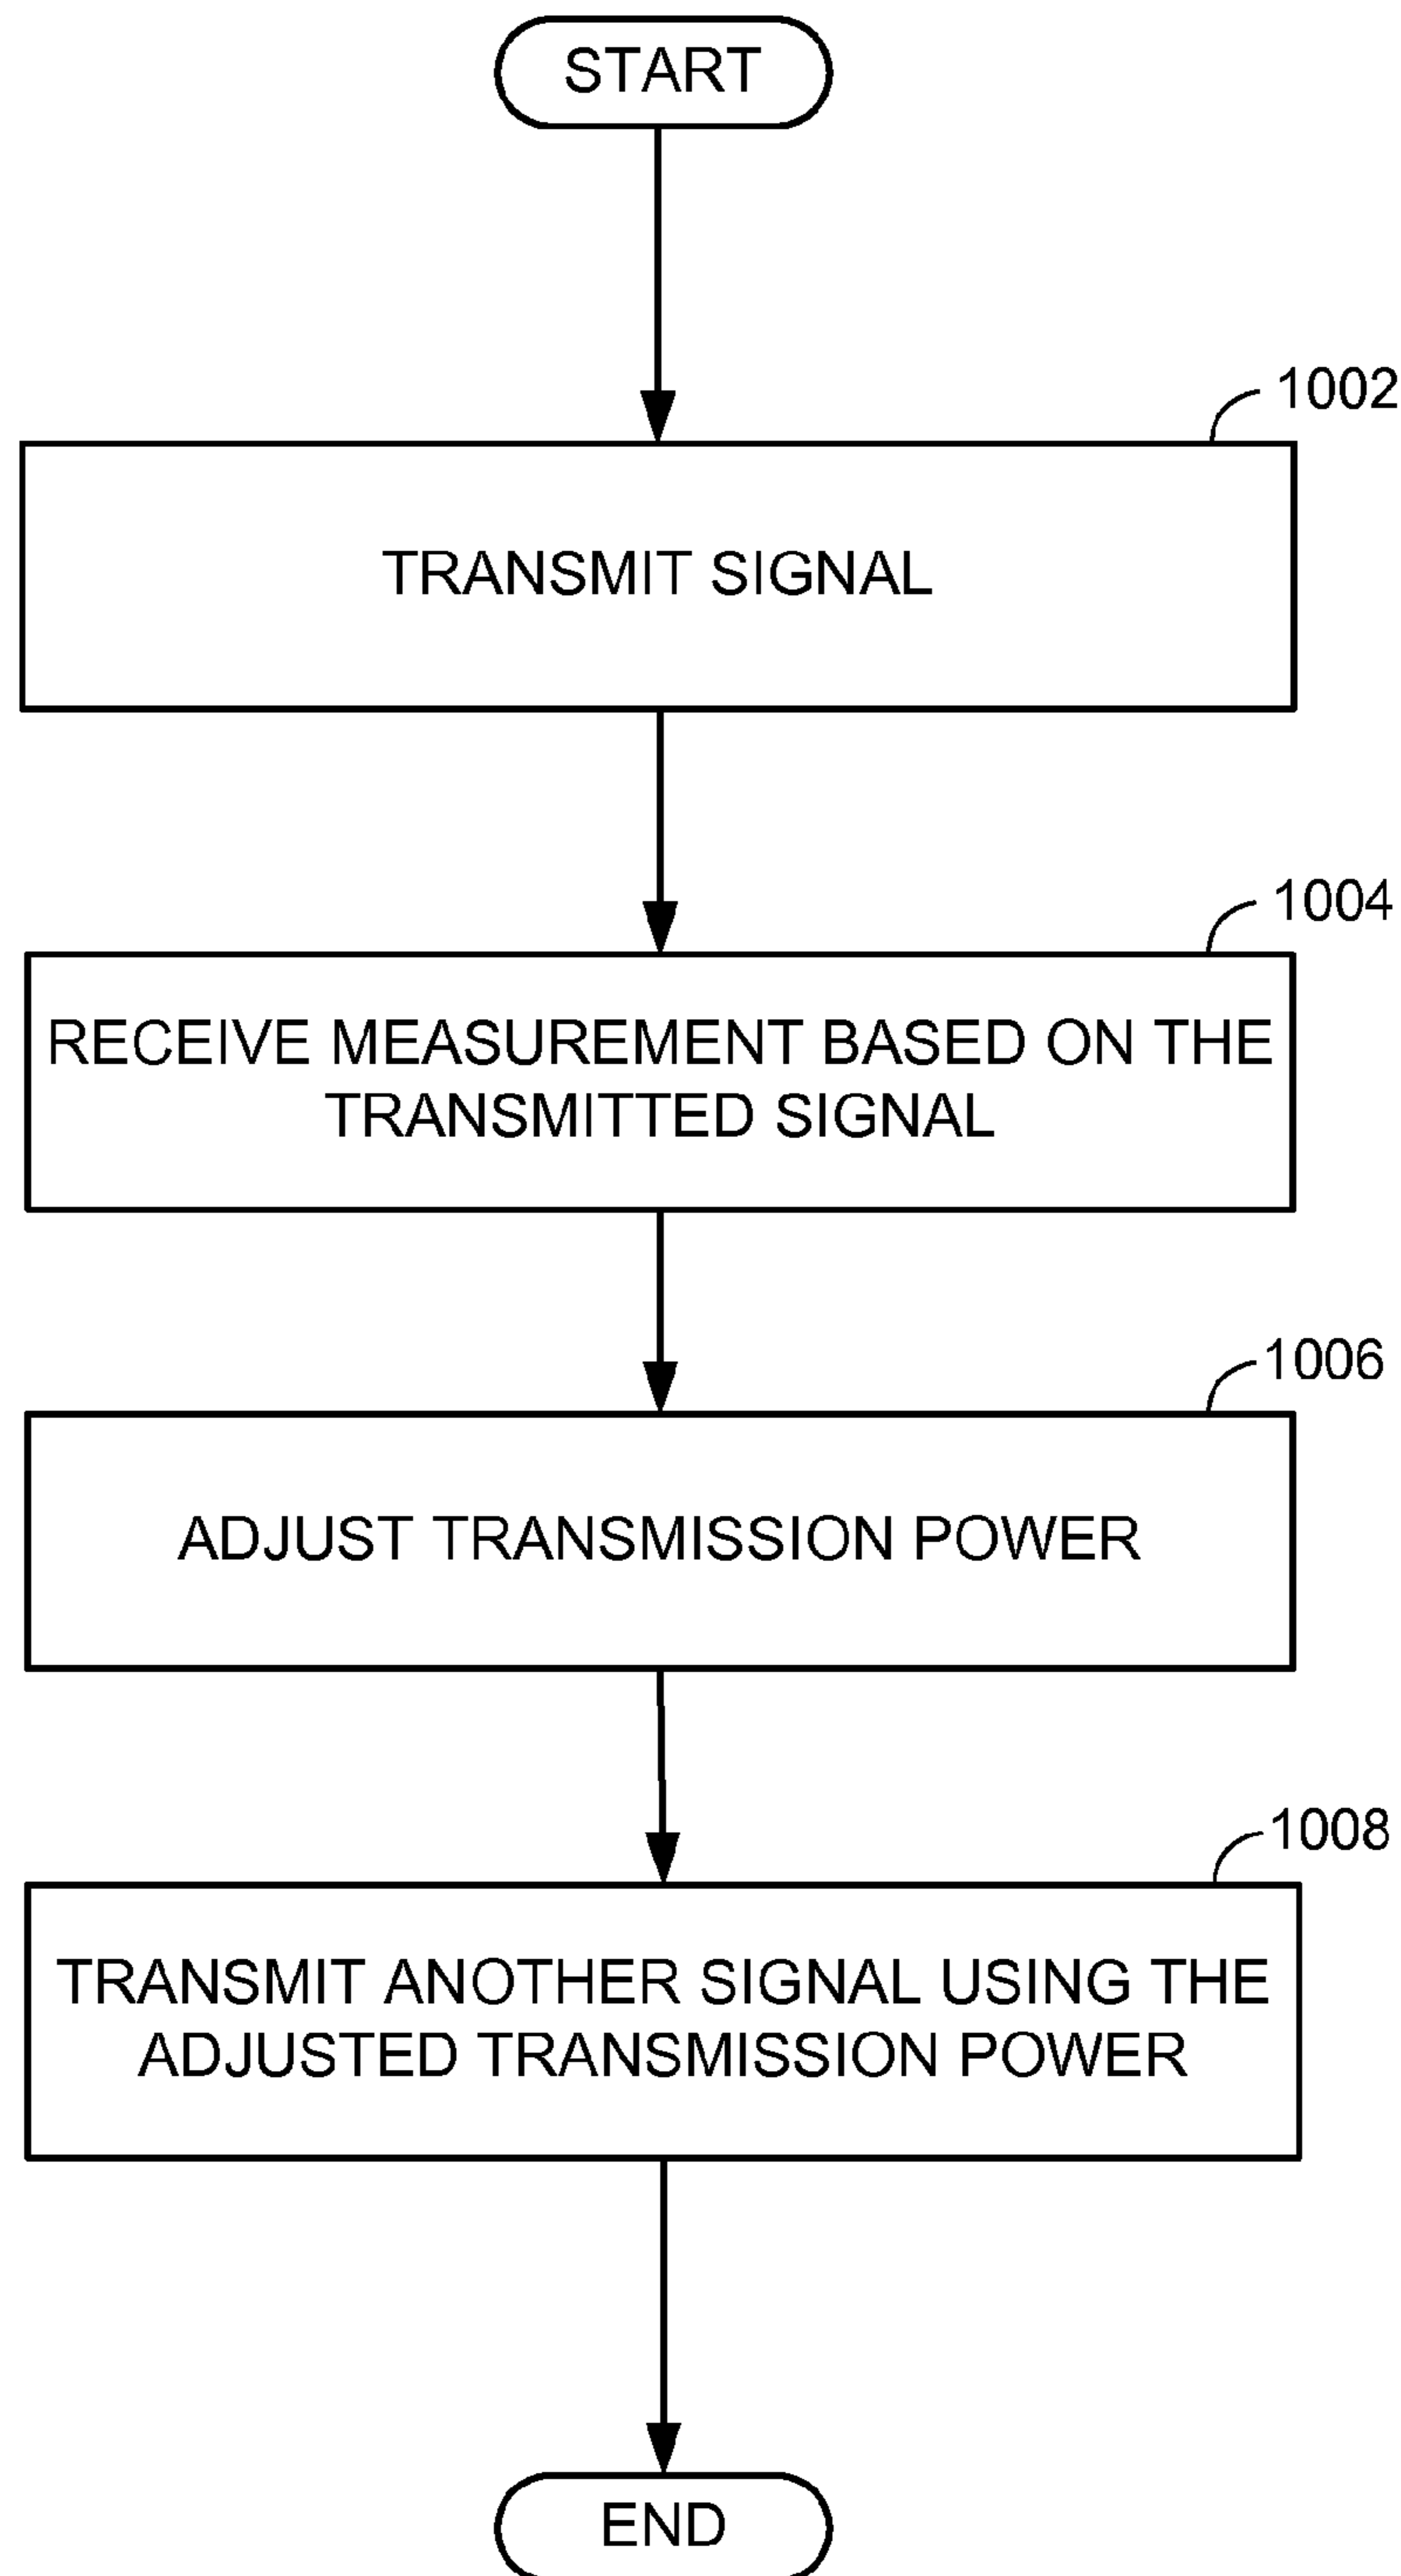 START
1002
TRANSMIT SIGNAL
1004
RECEIVE MEASUREMENT BASED ON THE
TRANSMITTED SIGNAL
1006
ADJUST TRANSMISSION POWER
1008
TRANSMIT ANOTHER SIGNAL USING THE
ADJUSTED TRANSMISSION POWER
END